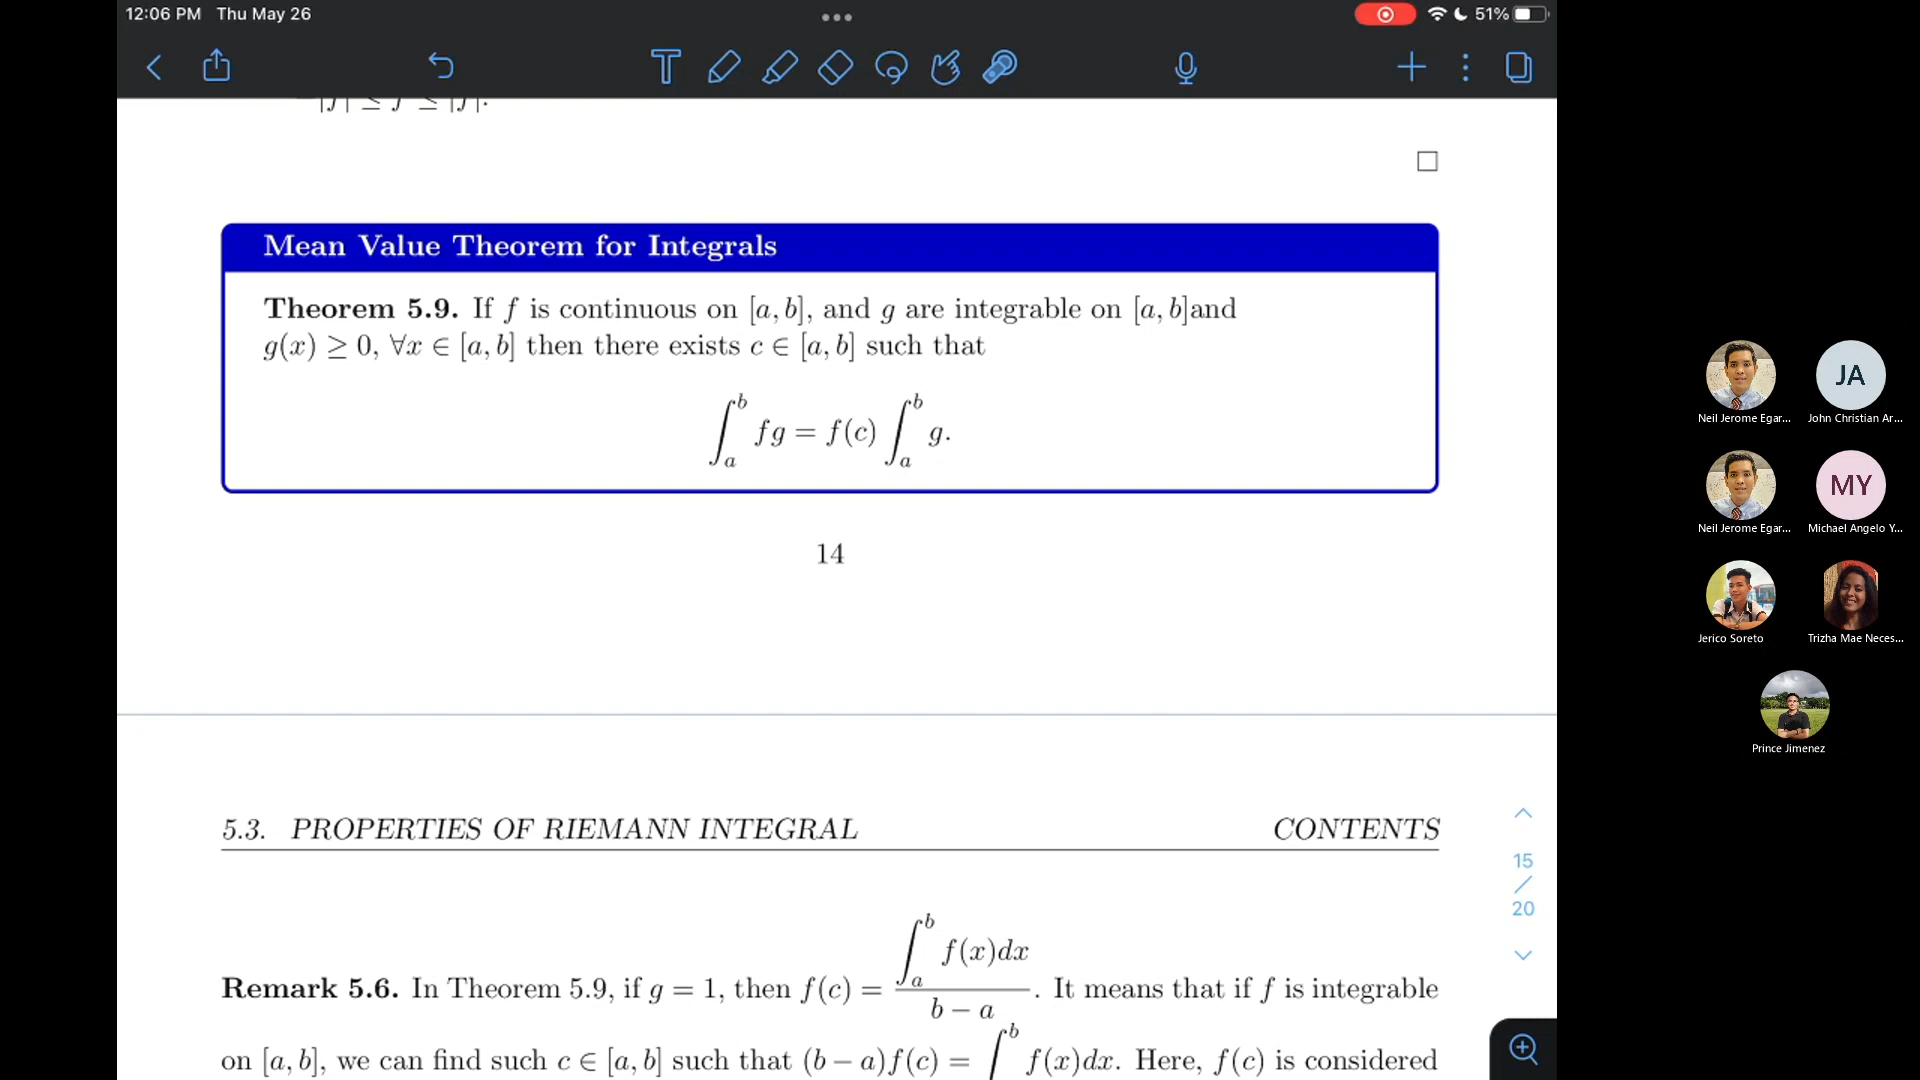 12:06 PM Thu May 26
51%
−|f| ≤ f ≤ |f|.
Mean Value Theorem for Integrals
Theorem 5.9. If f is continuous on [a, b], and g are integrable on [a, b]and
g(x) ≥ 0, ∀x ∈ [a, b] then there exists c ∈ [a, b] such that
∫_a^b fg = f(c) ∫_a^b g.
14
5.3. PROPERTIES OF RIEMANN INTEGRAL CONTENTS
15
/
20
Remark 5.6. In Theorem 5.9, if g = 1, then f(c) = \frac{∫_a^b f(x)dx}{b − a}. It means that if f is integrable
on [a, b], we can find such c ∈ [a, b] such that (b − a)f(c) = ∫^b f(x)dx. Here, f(c) is considered
JA
Neil Jerome Egar... John Christian Ar...
MY
Neil Jerome Egar... Michael Angelo Y...
Jerico Soreto Trizha Mae Neces...
Prince Jimenez